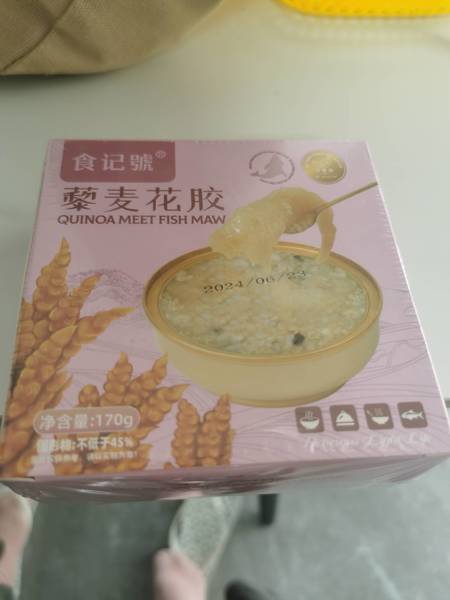 食记號®
藜麦花胶
QUINOA MEET FISH MAW
2024/06/23
净含量:170g
固形物:不低于45%